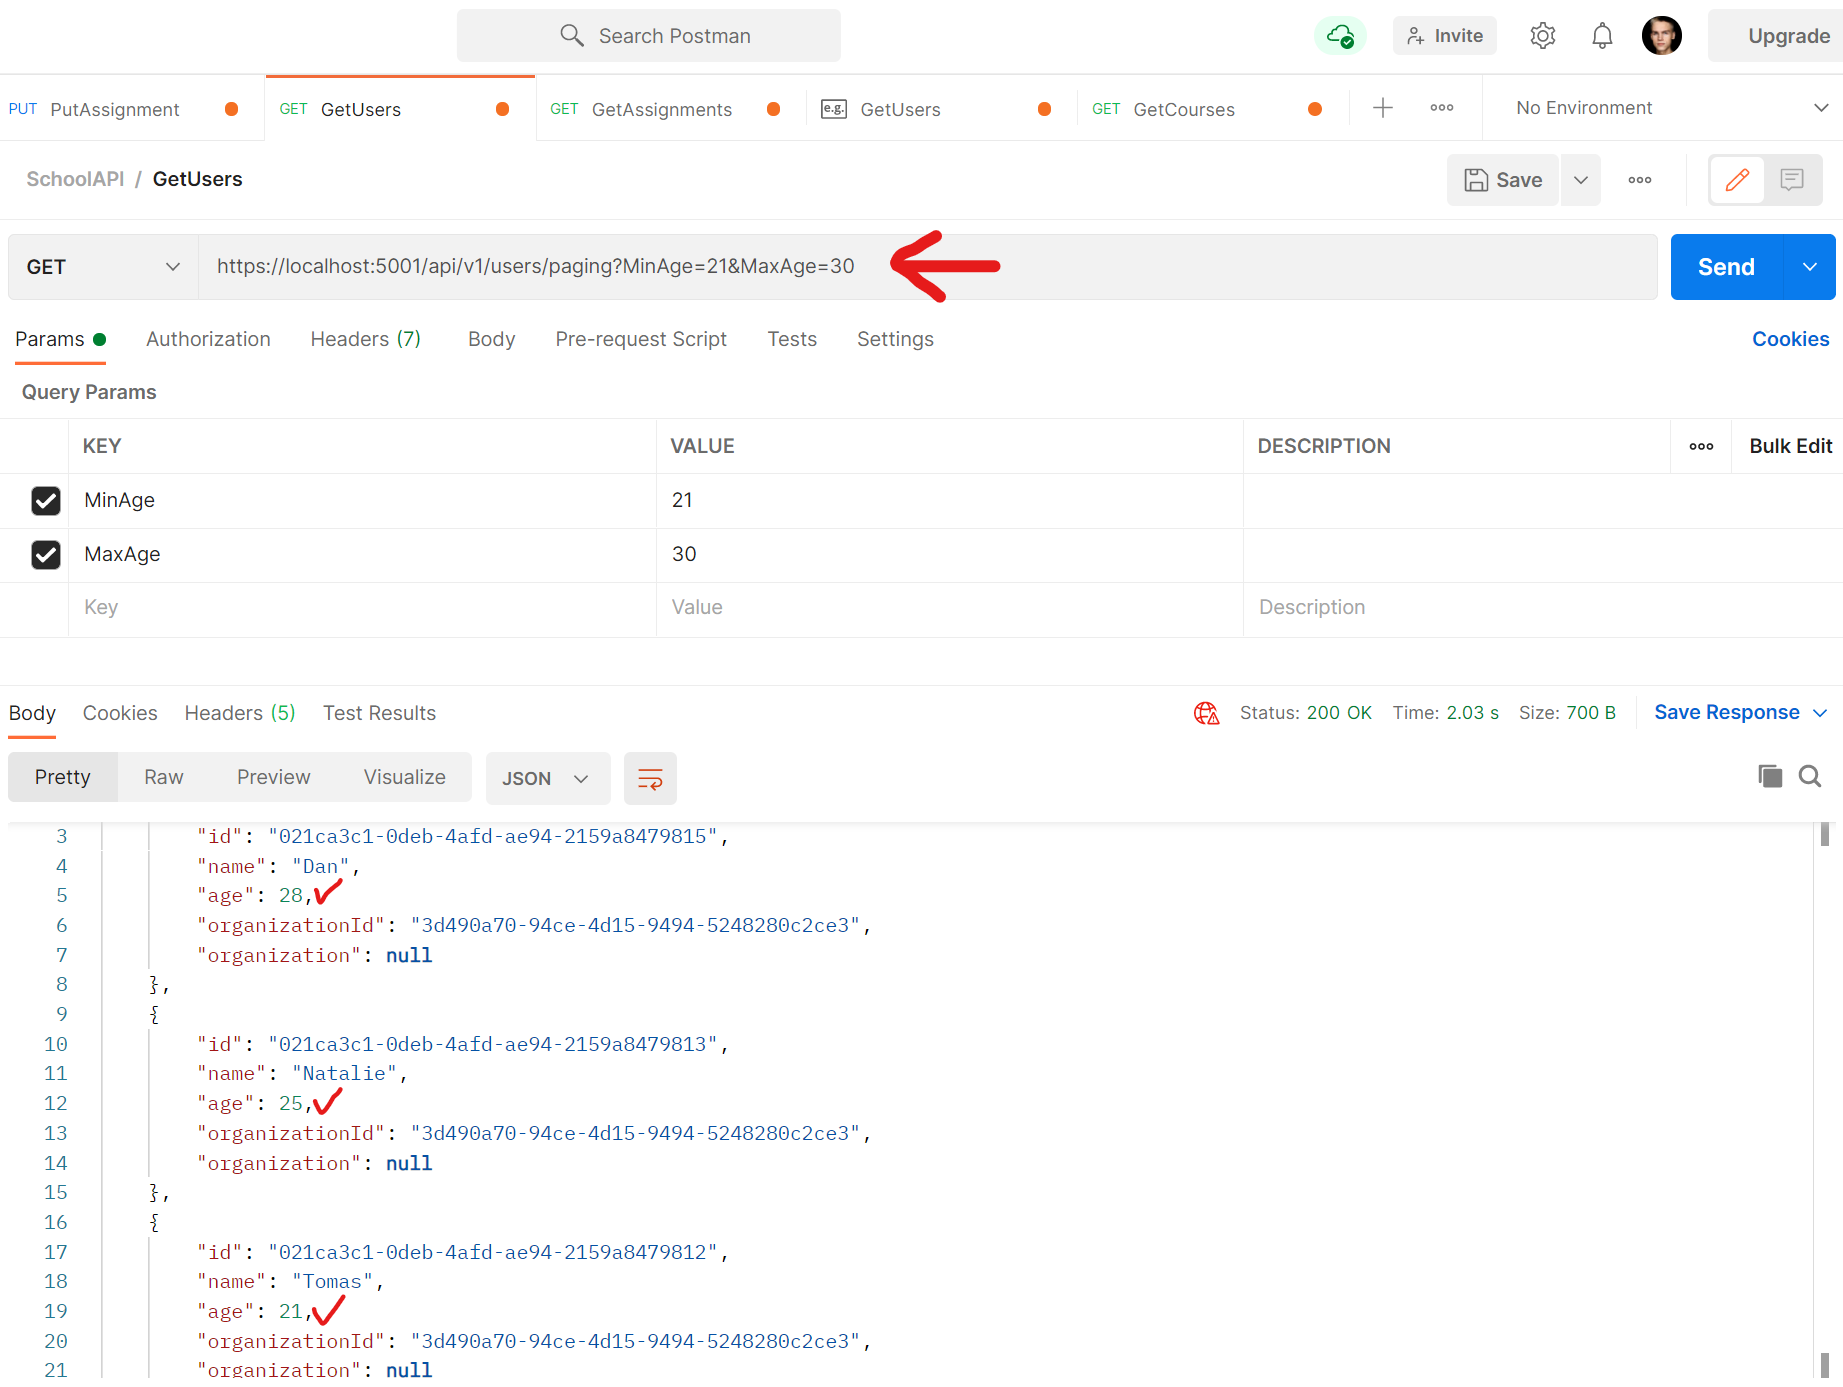 Search Postman
Invite
Upgrade
PUT PutAssignment
GET GetUsers
GET GetAssignments
e.g. GetUsers
GET GetCourses
No Environment
SchoolAPI / GetUsers
Save
GET
https://localhost:5001/api/v1/users/paging?MinAge=21&MaxAge=30
Send
Params Authorization Headers (7) Body Pre-request Script Tests Settings Cookies
Query Params
KEY VALUE DESCRIPTION Bulk Edit
MinAge 21
MaxAge 30
Key Value Description
Body Cookies Headers (5) Test Results Status: 200 OK Time: 2.03 s Size: 700 B Save Response
Pretty Raw Preview Visualize JSON
3 "id": "021ca3c1-0deb-4afd-ae94-2159a8479815",
4 "name": "Dan",
5 "age": 28,
6 "organizationId": "3d490a70-94ce-4d15-9494-5248280c2ce3",
7 "organization": null
8 },
9 {
10 "id": "021ca3c1-0deb-4afd-ae94-2159a8479813",
11 "name": "Natalie",
12 "age": 25,
13 "organizationId": "3d490a70-94ce-4d15-9494-5248280c2ce3",
14 "organization": null
15 },
16 {
17 "id": "021ca3c1-0deb-4afd-ae94-2159a8479812",
18 "name": "Tomas",
19 "age": 21,
20 "organizationId": "3d490a70-94ce-4d15-9494-5248280c2ce3",
21 "organization": null